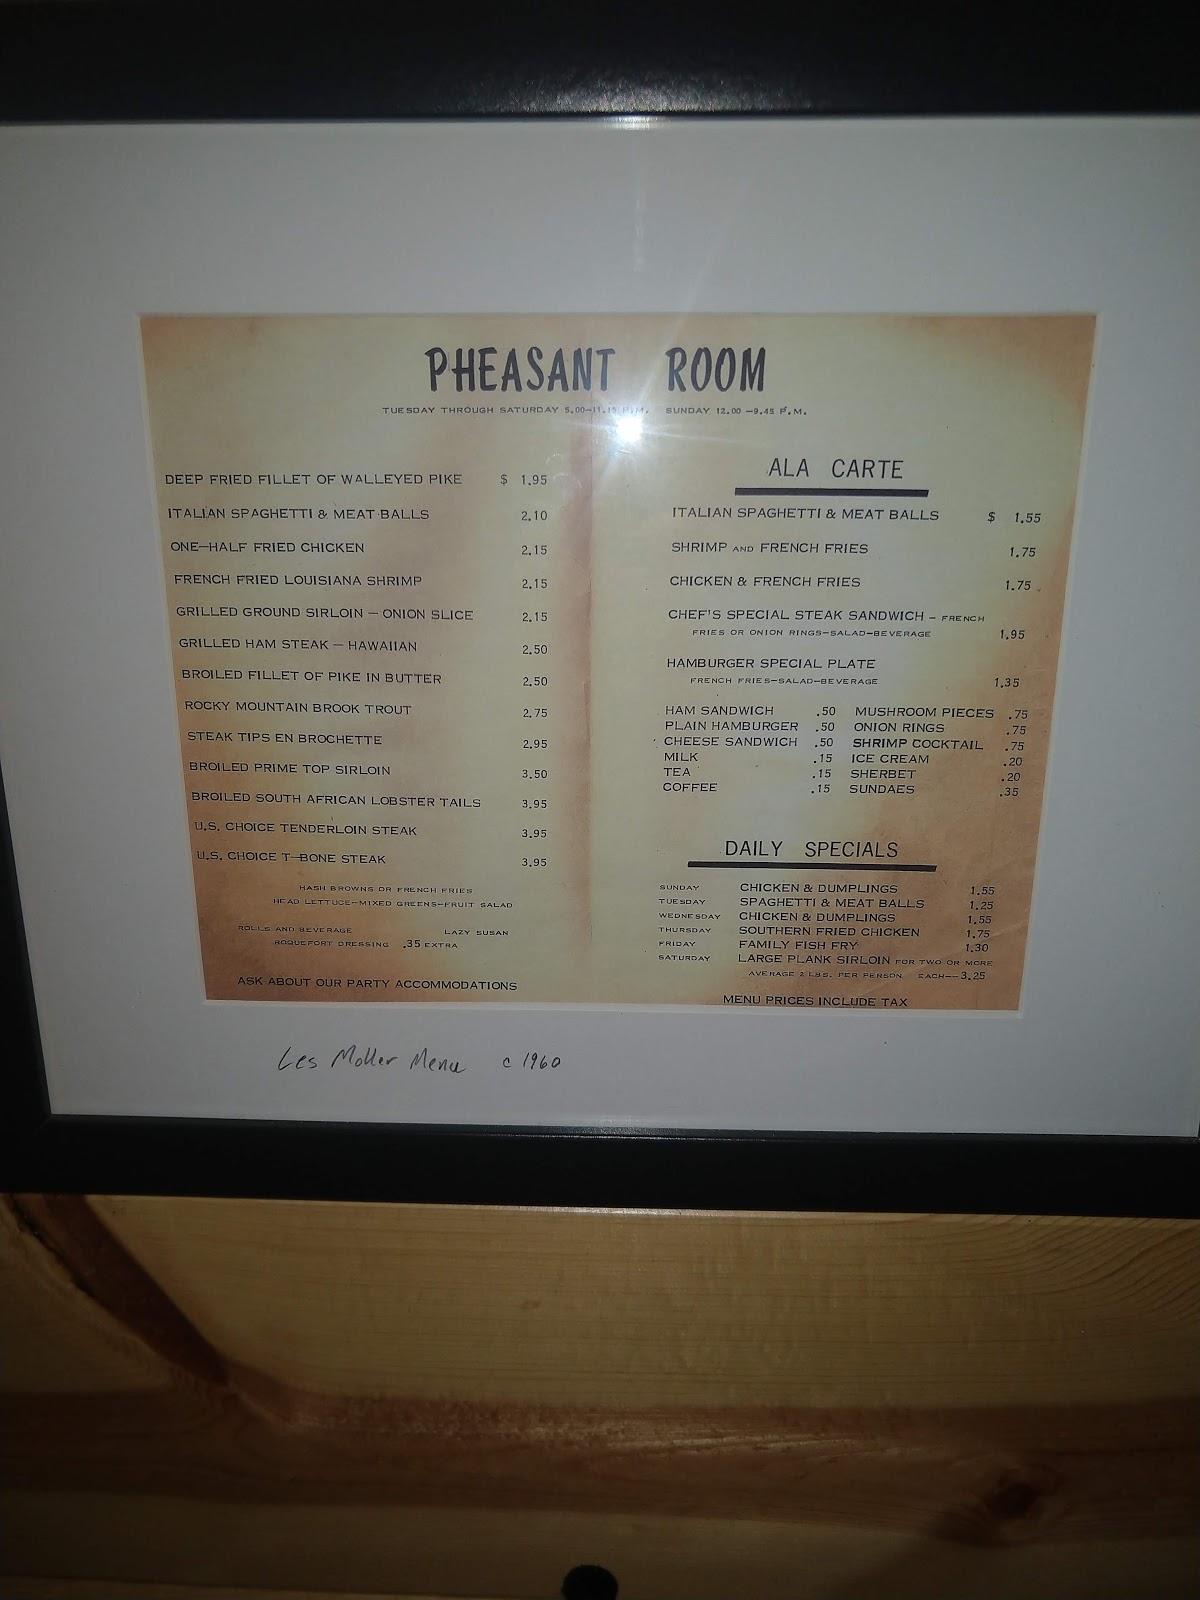 PHEASANT ROOM
TUESDAY THROUGH SATURDAY 5.00-11.15 P.M. SUNDAY 12.00 -9.45 P.M.
DEEP FRIED FILLET OF WALLEYED PIKE $ 1.95
ITALIAN SPAGHETTI & MEAT BALLS 2.10
ONE-HALF FRIED CHICKEN 2.15
FRENCH FRIED LOUISIANA SHRIMP 2.15
GRILLED GROUND SIRLOIN - ONION SLICE 2.15
GRILLED HAM STEAK - HAWAIIAN 2.50
BROILED FILLET OF PIKE IN BUTTER 2.50
ROCKY MOUNTAIN BROOK TROUT 2.75
STEAK TIPS EN BROCHETTE 2.95
BROILED PRIME TOP SIRLOIN 3.50
BROILED SOUTH AFRICAN LOBSTER TAILS 3.95
U.S. CHOICE TENDERLOIN STEAK 3.95
U.S. CHOICE T-BONE STEAK 3.95
HASH BROWNS OR FRENCH FRIES
HEAD LETTUCE-MIXED GREENS-FRUIT SALAD
ROLLS AND BEVERAGE LAZY SUSAN
ROQUEFORT DRESSING .35 EXTRA
ASK ABOUT OUR PARTY ACCOMMODATIONS
ALA CARTE
ITALIAN SPAGHETTI & MEAT BALLS $ 1.55
SHRIMP AND FRENCH FRIES 1.75
CHICKEN & FRENCH FRIES 1.75
CHEF'S SPECIAL STEAK SANDWICH - FRENCH
FRIES OR ONION RINGS-SALAD-BEVERAGE 1.95
HAMBURGER SPECIAL PLATE
FRENCH FRIES-SALAD-BEVERAGE 1.35
HAM SANDWICH .50 MUSHROOM PIECES .75
PLAIN HAMBURGER .50 ONION RINGS .75
CHEESE SANDWICH .50 SHRIMP COCKTAIL .75
MILK .15 ICE CREAM .20
TEA .15 SHERBET .20
COFFEE .15 SUNDAES .35
DAILY SPECIALS
SUNDAY CHICKEN & DUMPLINGS 1.55
TUESDAY SPAGHETTI & MEAT BALLS 1.25
WEDNESDAY CHICKEN & DUMPLINGS 1.55
THURSDAY SOUTHERN FRIED CHICKEN 1.75
FRIDAY FAMILY FISH FRY 1.30
SATURDAY LARGE PLANK SIRLOIN FOR TWO OR MORE
AVERAGE 2 LBS. PER PERSON EACH--3.25
MENU PRICES INCLUDE TAX
Les Moller Menu c 1960